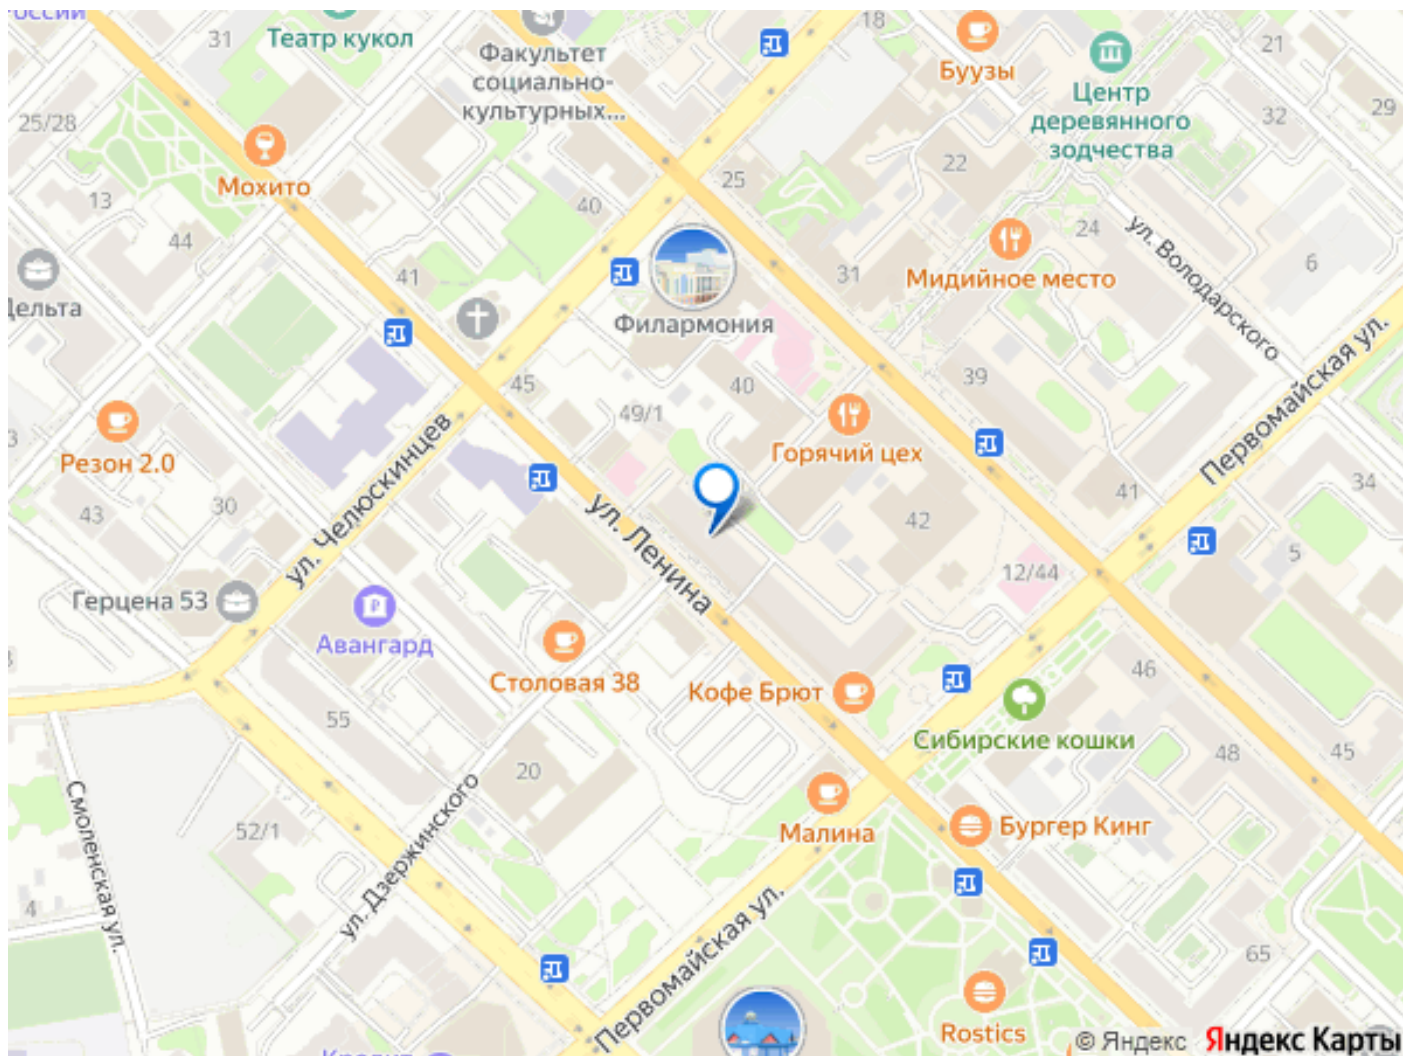 31
Театр кукол
Факультет
социально-
культурных...
18
Буузы
21
Центр
деревянного
зодчества
32
29
25/28
Мохито
13
44
40
25
22
24
ул. Володарского
6
Мидийное место
31
41
Филармония
45
49/1
40
39
Горячий цех
Первомайская ул.
41
34
Резон 2.0
43
30
ул. Челюскинцев
ул. Ленина
42
12/44
5
Герцена 53
Авангард
Столовая 38
Кофе Брют
46
Сибирские кошки
48
45
55
20
52/1
Смоленская ул.
ул. Дзержинского
Малина
Бургер Кинг
4
Первомайская ул.
65
Rostics
© Яндекс
Яндекс Карты